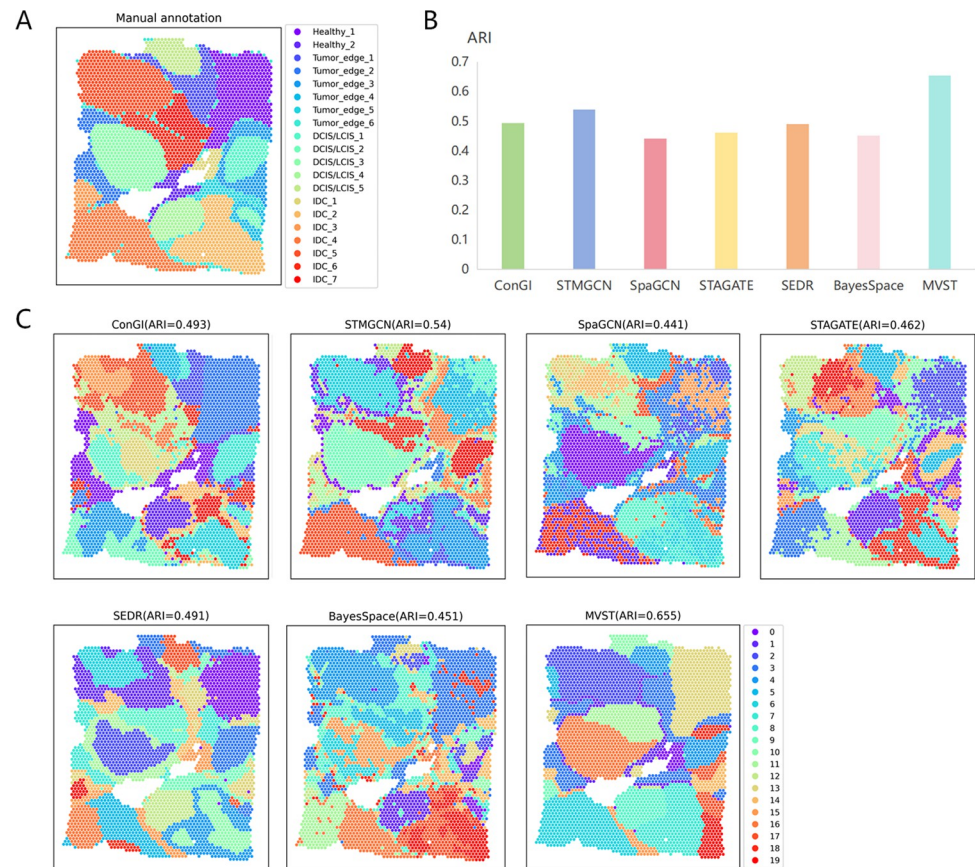 A
Manual annotation
Healthy_1
Healthy_2
Tumor_edge_1
Tumor_edge_2
Tumor_edge_3
Tumor_edge_4
Tumor_edge_5
Tumor_edge_6
DCIS/LCIS_1
DCIS/LCIS_2
DCIS/LCIS_3
DCIS/LCIS_4
DCIS/LCIS_5
IDC_1
IDC_2
IDC_3
IDC_4
IDC_5
IDC_6
IDC_7
B
ARI
0.7
0.6
0.5
0.4
0.3
0.2
0.1
0
ConGI STMGCN SpaGCN STAGATE SEDR BayesSpace MVST
C
ConGI(ARI=0.493)
STMGCN(ARI=0.54)
SpaGCN(ARI=0.441)
STAGATE(ARI=0.462)
SEDR(ARI=0.491)
BayesSpace(ARI=0.451)
MVST(ARI=0.655)
0
1
2
3
4
5
6
7
8
9
10
11
12
13
14
15
16
17
18
19